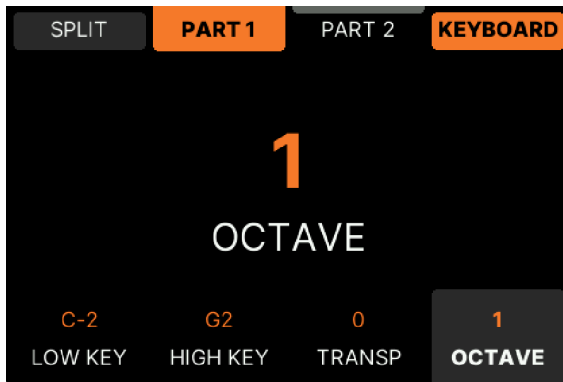 SPLIT PART 1 PART 2 KEYBOARD
1
OCTAVE
C-2 G2 0 1
LOW KEY HIGH KEY TRANSP OCTAVE